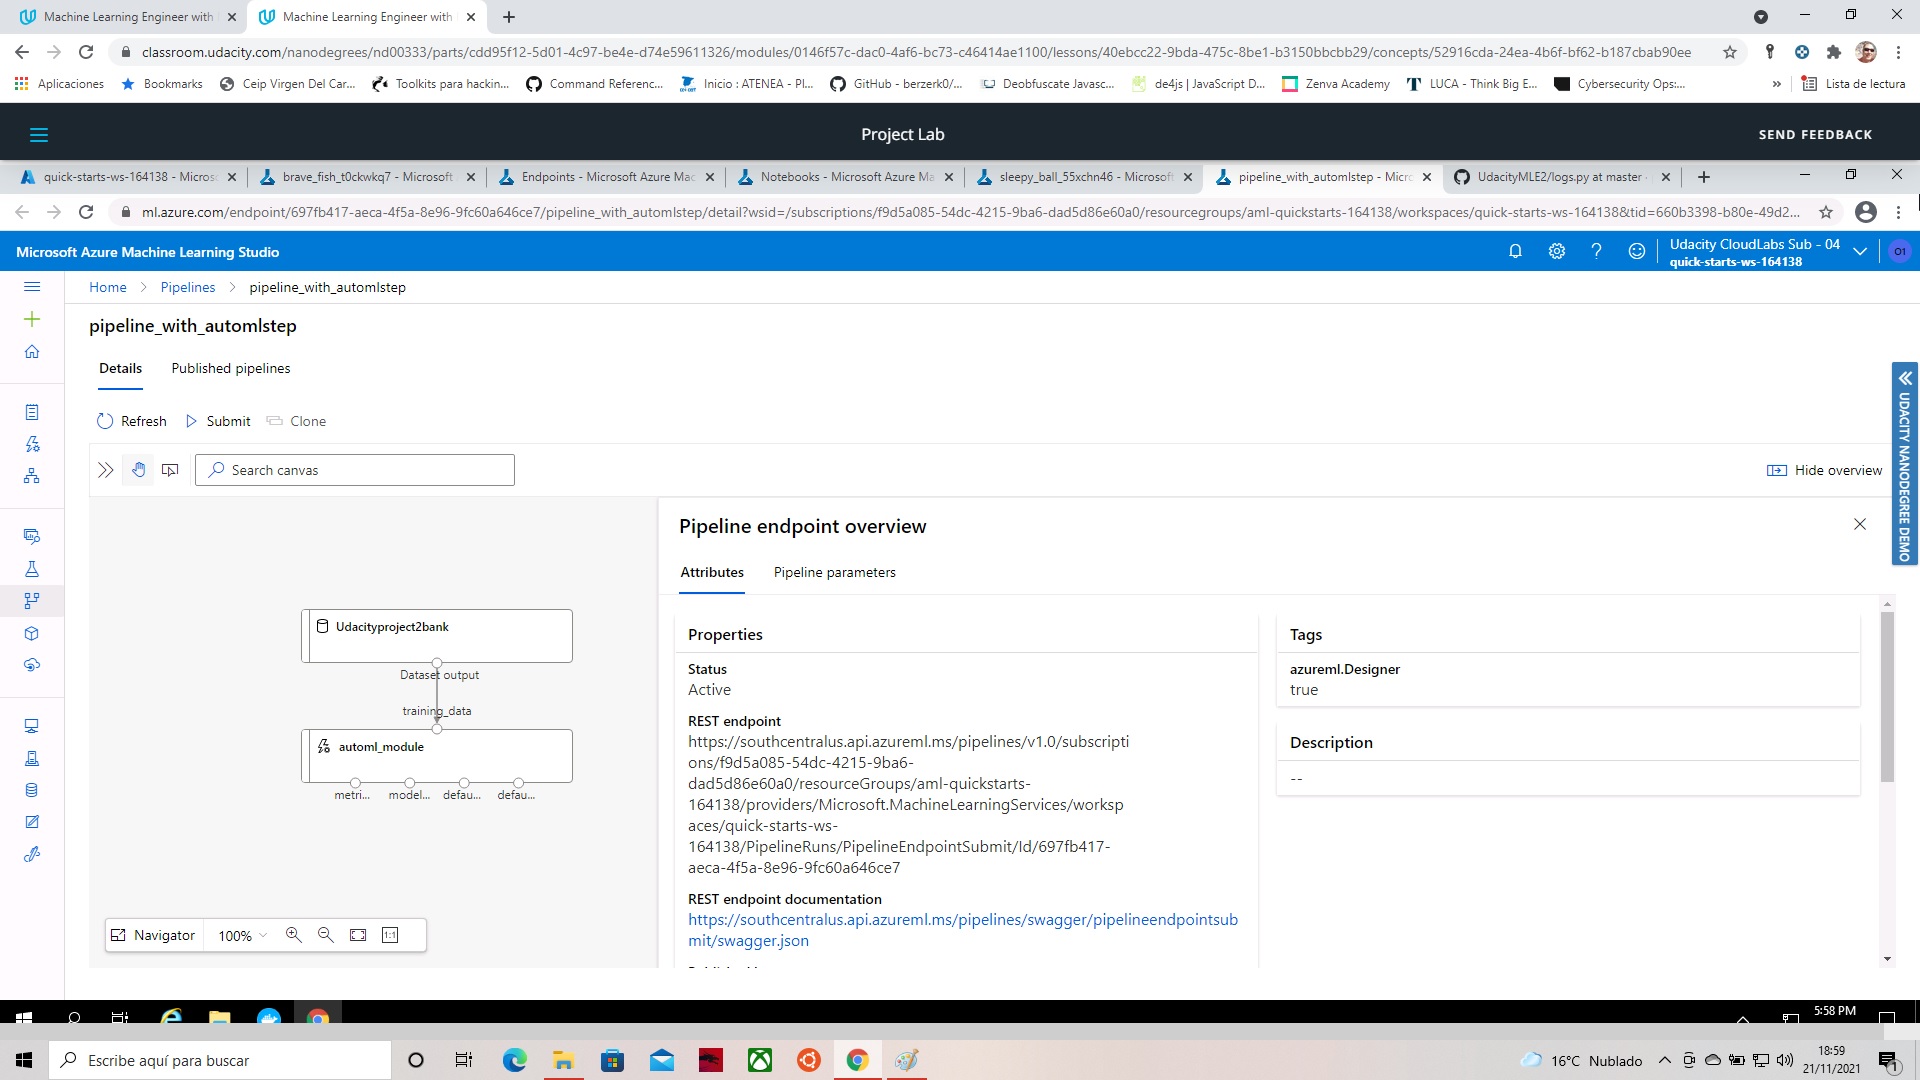 Machine Learning Engineer with
Machine Learning Engineer with
classroom.udacity.com/nanodegrees/nd00333/parts/cdd95f12-5d01-4c97-be4e-d74e59611326/modules/0146f57c-dac0-4af6-bc73-c46414ae1100/lessons/40ebcc22-9bda-475c-8be1-b3150bbcbb29/concepts/52916cda-24ea-4b6f-bf62-b187cbab90ee
Aplicaciones
Bookmarks
Ceip Virgen Del Car...
Toolkits para hackin...
Command Referenc...
Inicio : ATENEA - Pl...
GitHub - berzerk0/...
Deobfuscate Javasc...
de4js | JavaScript D...
Zenva Academy
LUCA - Think Big E...
Cybersecurity Ops:...
»
Lista de lectura
Project Lab
SEND FEEDBACK
quick-starts-ws-164138 - Micros
brave_fish_t0ckwkq7 - Microsoft
Endpoints - Microsoft Azure Mac
Notebooks - Microsoft Azure Ma
sleepy_ball_55xchn46 - Microsoft
pipeline_with_automlstep - Micro
UdacityMLE2/logs.py at master ·
ml.azure.com/endpoint/697fb417-aeca-4f5a-8e96-9fc60a646ce7/pipeline_with_automlstep/detail?wsid=/subscriptions/f9d5a085-54dc-4215-9ba6-dad5d86e60a0/resourcegroups/aml-quickstarts-164138/workspaces/quick-starts-ws-164138&tid=660b3398-b80e-49d2...
Microsoft Azure Machine Learning Studio
Udacity CloudLabs Sub - 04
quick-starts-ws-164138
O1
Home > Pipelines > pipeline_with_automlstep
pipeline_with_automlstep
Details
Published pipelines
Refresh
Submit
Clone
Search canvas
Hide overview
UDACITY NANODEGREE DEMO
Udacityproject2bank
Dataset output
training_data
automl_module
metri...
model...
defau...
defau...
Navigator
100%
1:1
Pipeline endpoint overview
Attributes
Pipeline parameters
Properties
Status
Active
REST endpoint
https://southcentralus.api.azureml.ms/pipelines/v1.0/subscripti
ons/f9d5a085-54dc-4215-9ba6-
dad5d86e60a0/resourceGroups/aml-quickstarts-
164138/providers/Microsoft.MachineLearningServices/worksp
aces/quick-starts-ws-
164138/PipelineRuns/PipelineEndpointSubmit/Id/697fb417-
aeca-4f5a-8e96-9fc60a646ce7
REST endpoint documentation
https://southcentralus.api.azureml.ms/pipelines/swagger/pipelineendpointsub
mit/swagger.json
Tags
azureml.Designer
true
Description
--
5:58 PM
Escribe aquí para buscar
16°C Nublado
18:59
21/11/2021
1